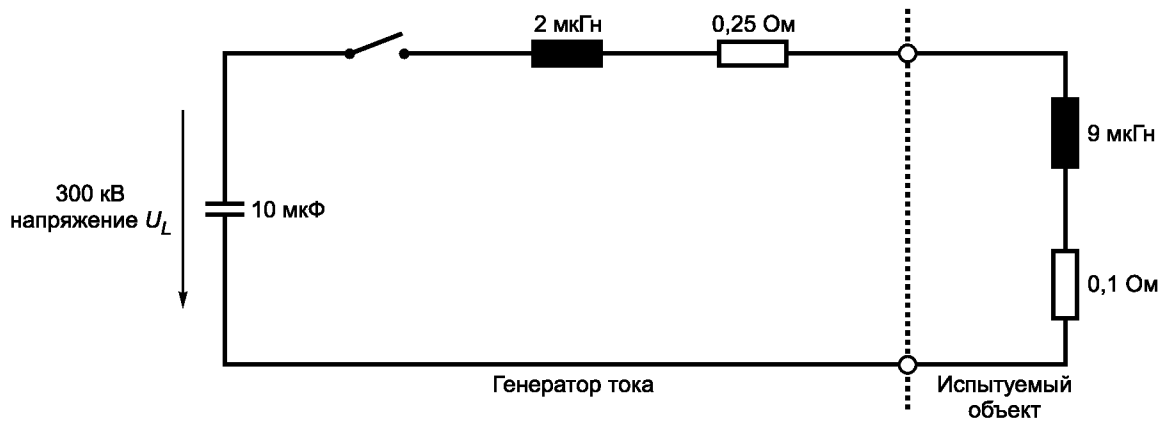 2 мкГн
0,25 Ом
9 мкГн
300 кВ
напряжение U_L
10 мкФ
0,1 Ом
Генератор тока
Испытуемый
объект